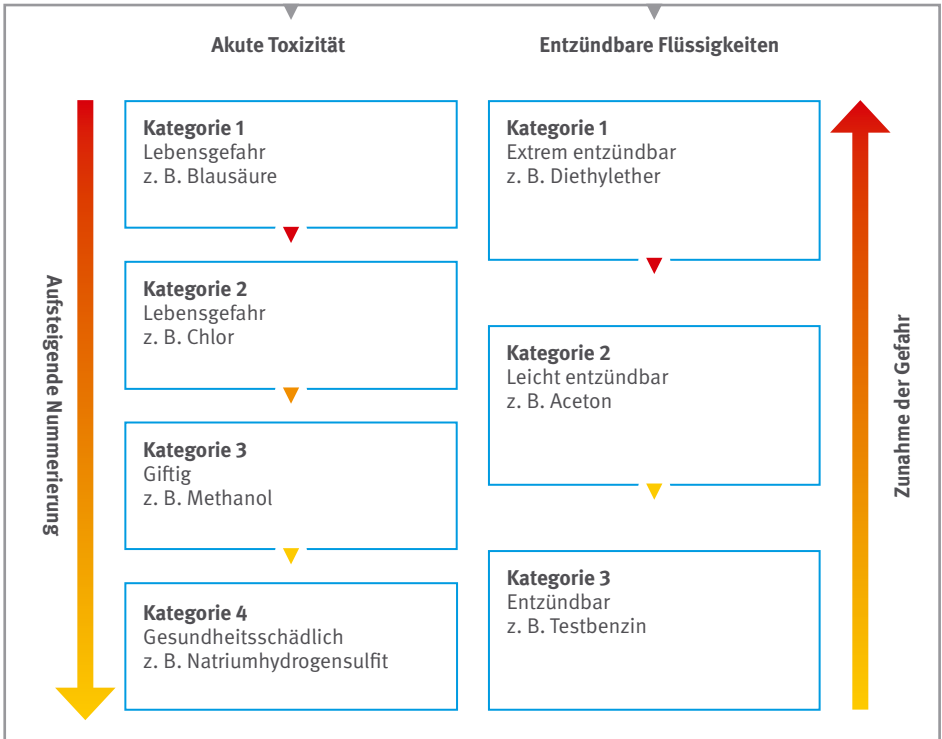 Akute Toxizität
Entzündbare Flüssigkeiten
Aufsteigende Nummerierung
Kategorie 1
Lebensgefahr
z. B. Blausäure
Kategorie 2
Lebensgefahr
z. B. Chlor
Kategorie 3
Giftig
z. B. Methanol
Kategorie 4
Gesundheitsschädlich
z. B. Natriumhydrogensulfit
Kategorie 1
Extrem entzündbar
z. B. Diethylether
Kategorie 2
Leicht entzündbar
z. B. Aceton
Kategorie 3
Entzündbar
z. B. Testbenzin
Zunahme der Gefahr